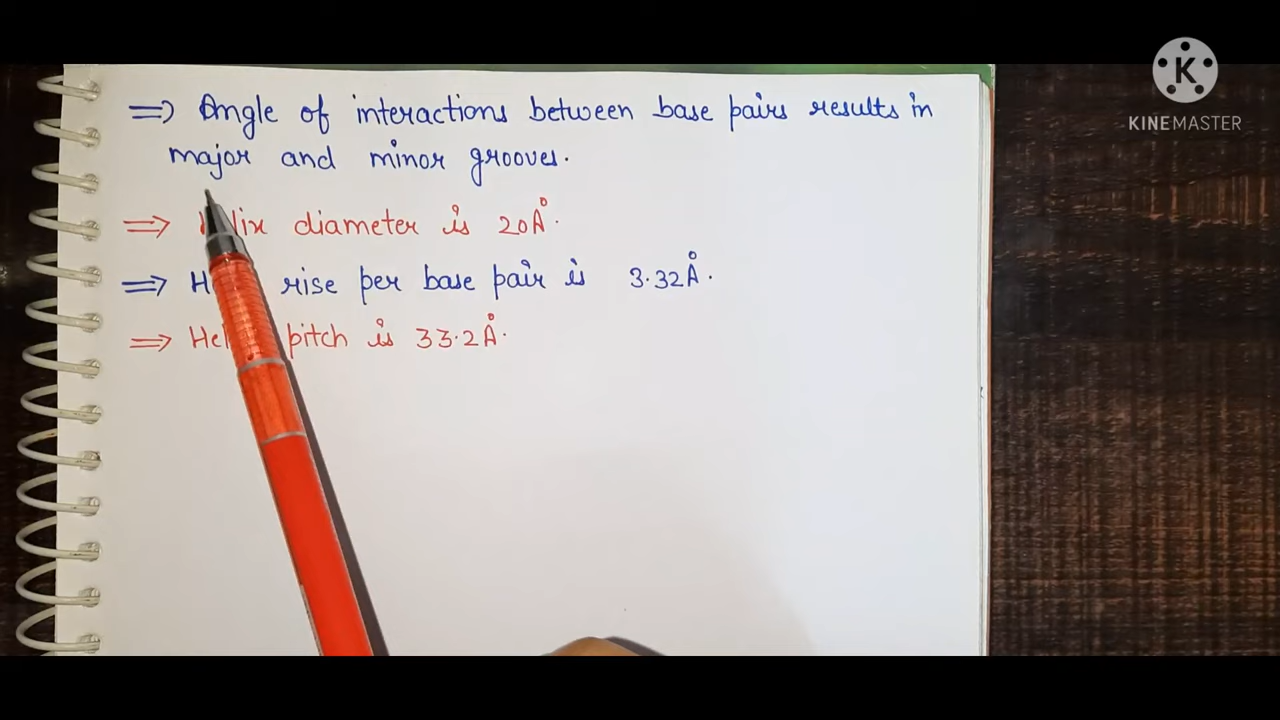 ⇒ Angle of interactions between base pairs results in
major and minor grooves.
⇒ diameter is 20Å.
⇒ rise per base pair is 3.32Å.
⇒ pitch is 33.2Å.
K
KINEMASTER